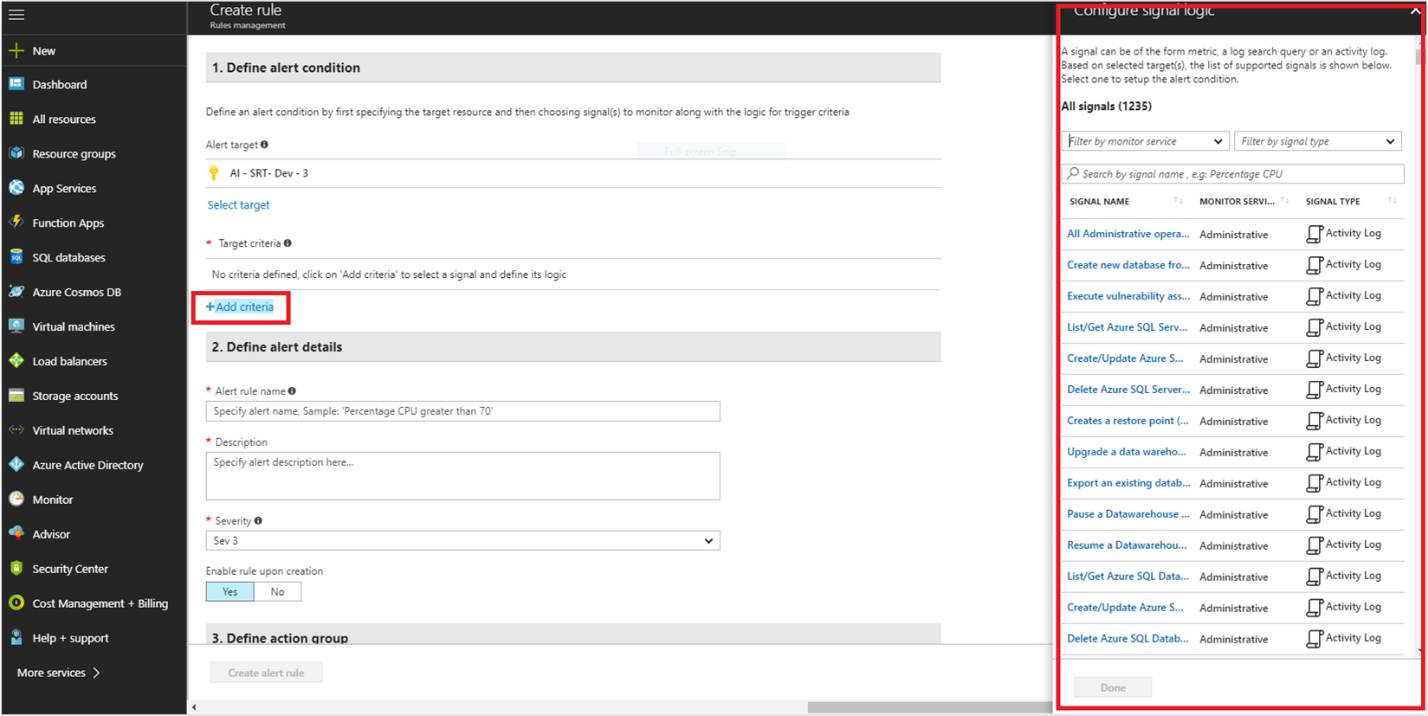 Create rule
Rules management
Configure signal logic
New
Dashboard
All resources
Resource groups
App Services
Function Apps
SQL databases
Azure Cosmos DB
Virtual machines
Load balancers
Storage accounts
Virtual networks
Azure Active Directory
Monitor
Advisor
Security Center
Cost Management + Billing
Help + support
More services
1. Define alert condition
Define an alert condition by first specifying the target resource and then choosing signal(s) to monitor along with the logic for trigger criteria
Alert target
Full-screen Snip
AI - SRT- Dev - 3
Select target
* Target criteria
No criteria defined, click on 'Add criteria' to select a signal and define its logic
+Add criteria
2. Define alert details
* Alert rule name
Specify alert name, Sample: 'Percentage CPU greater than 70'
* Description
Specify alert description here...
* Severity
Sev 3
Enable rule upon creation
Yes No
3. Define action group
Create alert rule
A signal can be of the form metric, a log search query or an activity log.
Based on selected target(s), the list of supported signals is shown below.
Select one to setup the alert condition.
All signals (1235)
Filter by monitor service Filter by signal type
Search by signal name , e.g: Percentage CPU
SIGNAL NAME MONITOR SERVI... SIGNAL TYPE
All Administrative opera... Administrative Activity Log
Create new database fro... Administrative Activity Log
Execute vulnerability ass... Administrative Activity Log
List/Get Azure SQL Serv... Administrative Activity Log
Create/Update Azure S... Administrative Activity Log
Delete Azure SQL Server... Administrative Activity Log
Creates a restore point (... Administrative Activity Log
Upgrade a data wareho... Administrative Activity Log
Export an existing datab... Administrative Activity Log
Pause a Datawarehouse ... Administrative Activity Log
Resume a Datawarehou... Administrative Activity Log
List/Get Azure SQL Data... Administrative Activity Log
Create/Update Azure S... Administrative Activity Log
Delete Azure SQL Datab... Administrative Activity Log
Done